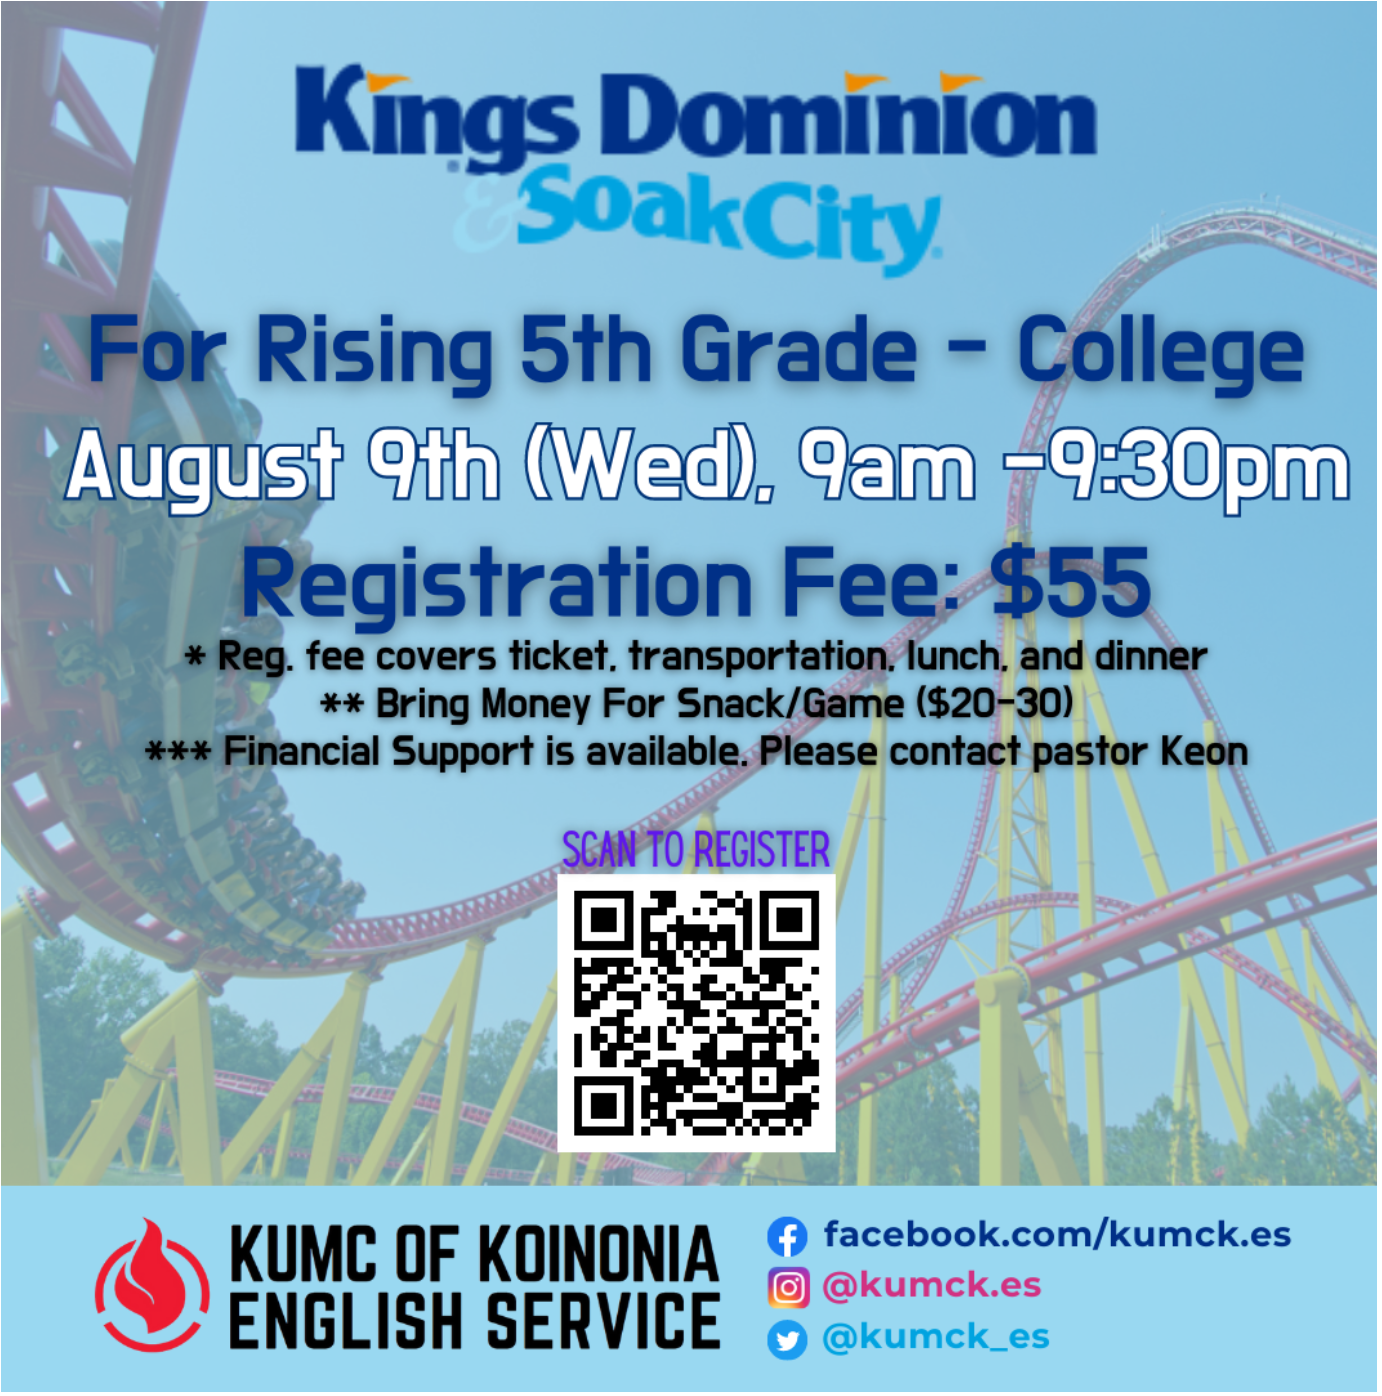 Kings Dominion
&SoakCity
For Rising 5th Grade - College
August 9th (Wed), 9am -9:30pm
Registration Fee: $55
* Reg. fee covers ticket, transportation, lunch, and dinner
** Bring Money For Snack/Game ($20-30)
*** Financial Support is available. Please contact pastor Keon
SCAN TO REGISTER
KUMC OF KOINONIA
ENGLISH SERVICE
facebook.com/kumck.es
@kumck.es
@kumck_es